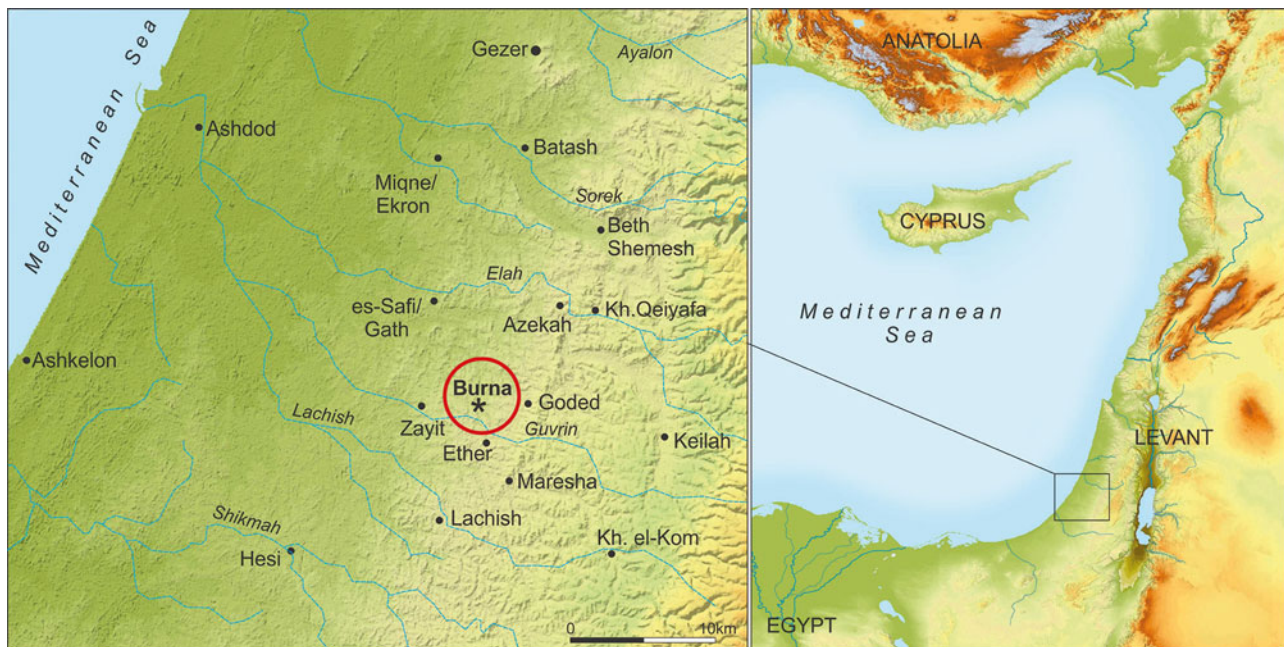 Mediterranean Sea
Gezer
Ayalon
Ashdod
Batash
Miqne/
Ekron
Sorek
Beth
Shemesh
Elah
es-Safi/
Gath
Azekah
Kh.Qeiyafa
Ashkelon
Burna
*
Goded
Zayit
Guvrin
Lachish
Ether
Keilah
Maresha
Lachish
Shikmah
Hesi
Kh. el-Kom
0 10km
ANATOLIA
CYPRUS
Mediterranean
Sea
LEVANT
EGYPT